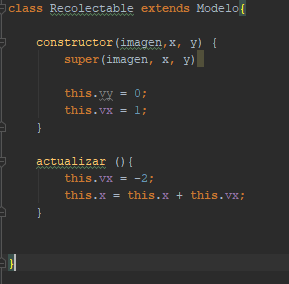 class Recolectable extends Modelo{
constructor(imagen,x, y) {
super(imagen, x, y)
this.vy = 0;
this.vx = 1;
}
actualizar (){
this.vx = -2;
this.x = this.x + this.vx;
}
}